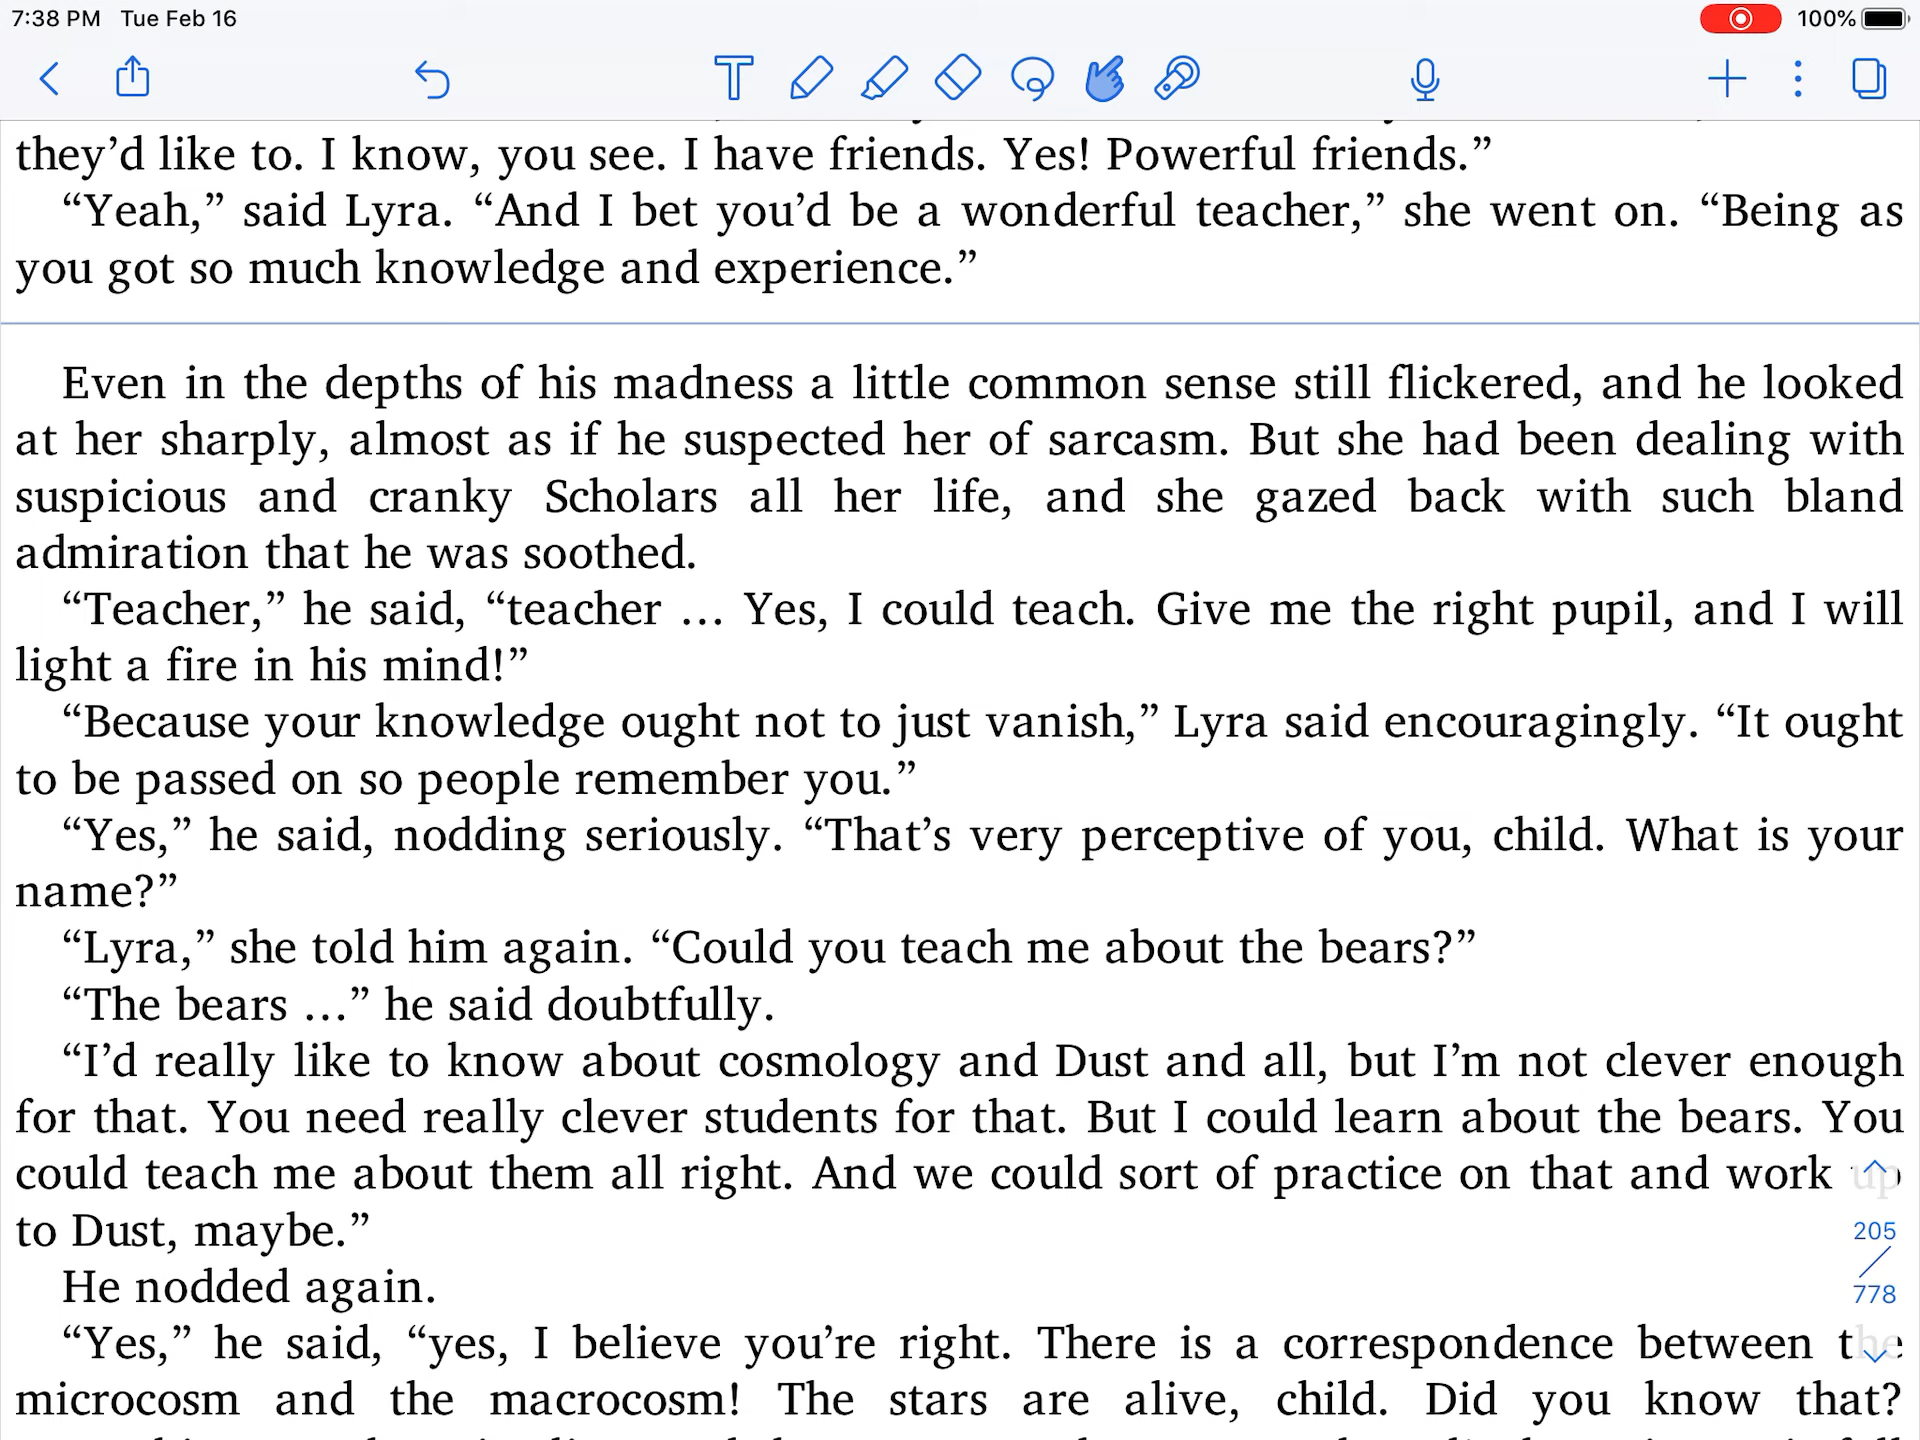 7:38 PM Tue Feb 16
100%
they’d like to. I know, you see. I have friends. Yes! Powerful friends.”
“Yeah,” said Lyra. “And I bet you’d be a wonderful teacher,” she went on. “Being as
you got so much knowledge and experience.”
Even in the depths of his madness a little common sense still flickered, and he looked
at her sharply, almost as if he suspected her of sarcasm. But she had been dealing with
suspicious and cranky Scholars all her life, and she gazed back with such bland
admiration that he was soothed.
“Teacher,” he said, “teacher … Yes, I could teach. Give me the right pupil, and I will
light a fire in his mind!”
“Because your knowledge ought not to just vanish,” Lyra said encouragingly. “It ought
to be passed on so people remember you.”
“Yes,” he said, nodding seriously. “That’s very perceptive of you, child. What is your
name?”
“Lyra,” she told him again. “Could you teach me about the bears?”
“The bears …” he said doubtfully.
“I’d really like to know about cosmology and Dust and all, but I’m not clever enough
for that. You need really clever students for that. But I could learn about the bears. You
could teach me about them all right. And we could sort of practice on that and work up
to Dust, maybe.”
205
778
He nodded again.
“Yes,” he said, “yes, I believe you’re right. There is a correspondence between the
microcosm and the macrocosm! The stars are alive, child. Did you know that?